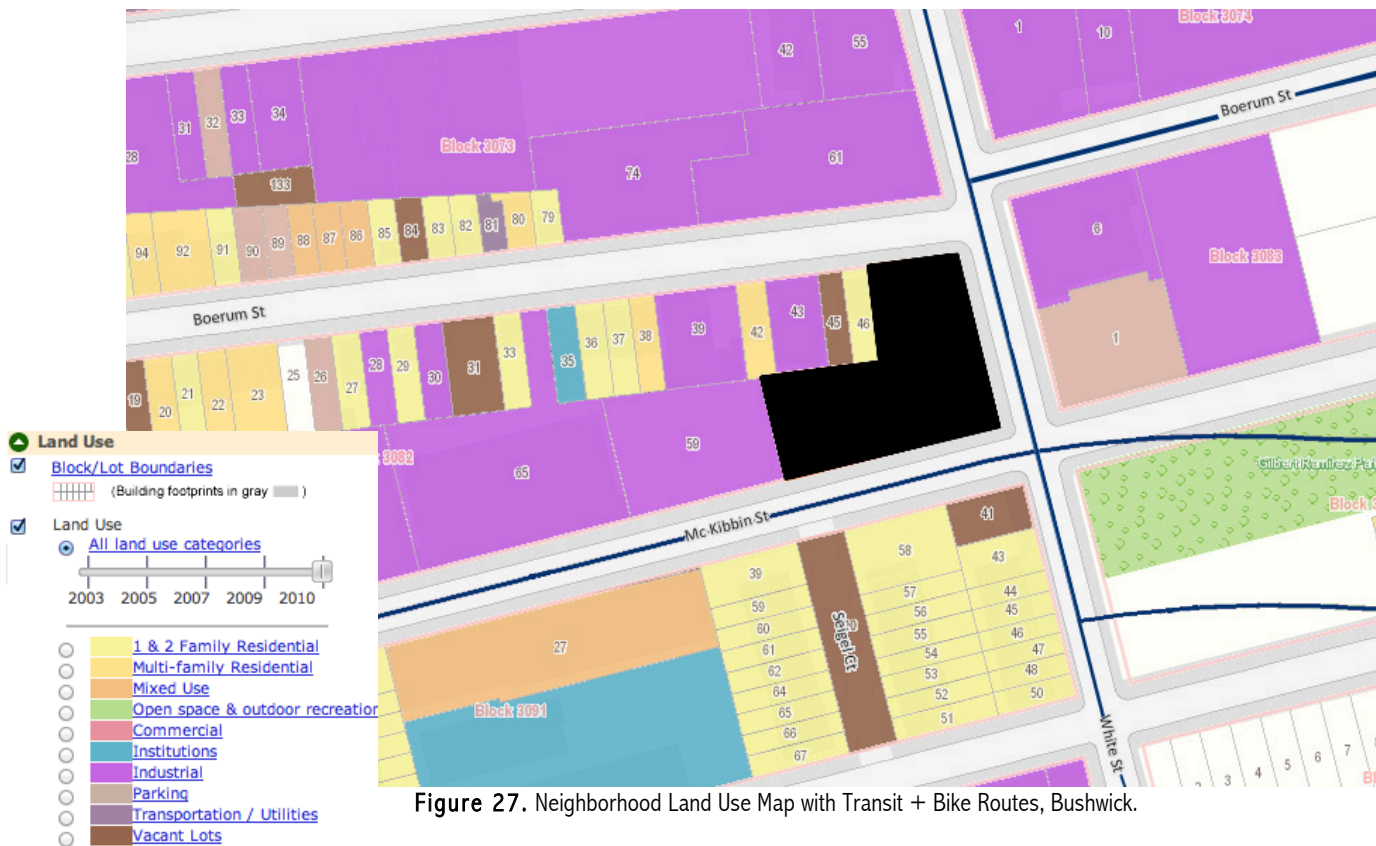 Block 3074
1 10
42 55
31 32 33 34
28
Block 3073
74 61
133
94 92 91 90 89 88 87 86 85 84 83 82 81 80 79
Boerum St
Boerum St
6
Block 3083
1
19 20 21 22 23 25 26 27 28 29 30 31 33 35 36 37 38 39 42 43 45 46
3082
65 59
Mc Kibbin St
Block 3
41
58
43
39
57
44
59
56
45
60
55
46
61
54
47
62
53
48
64
52
50
65
51
66
67
Seigel Ct
27
Block 3091
White St
3 4 5 6 7
Land Use
Block/Lot Boundaries
(Building footprints in gray )
Land Use
All land use categories
2003 2005 2007 2009 2010
1 & 2 Family Residential
Multi-family Residential
Mixed Use
Open space & outdoor recreation
Commercial
Institutions
Industrial
Parking
Transportation / Utilities
Vacant Lots
Figure 27. Neighborhood Land Use Map with Transit + Bike Routes, Bushwick.